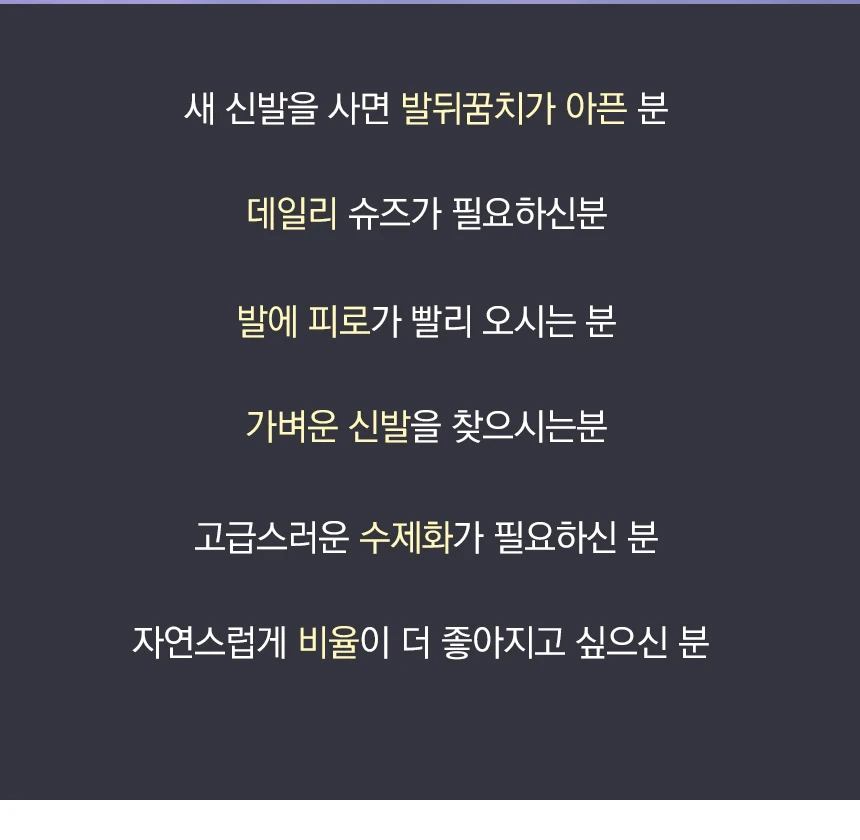 새 신발을 사면 발뒤꿈치가 아픈 분
데일리 슈즈가 필요하신분
발에 피로가 빨리 오시는 분
가벼운 신발을 찾으시는분
고급스러운 수제화가 필요하신 분
자연스럽게 비율이 더 좋아지고 싶으신 분